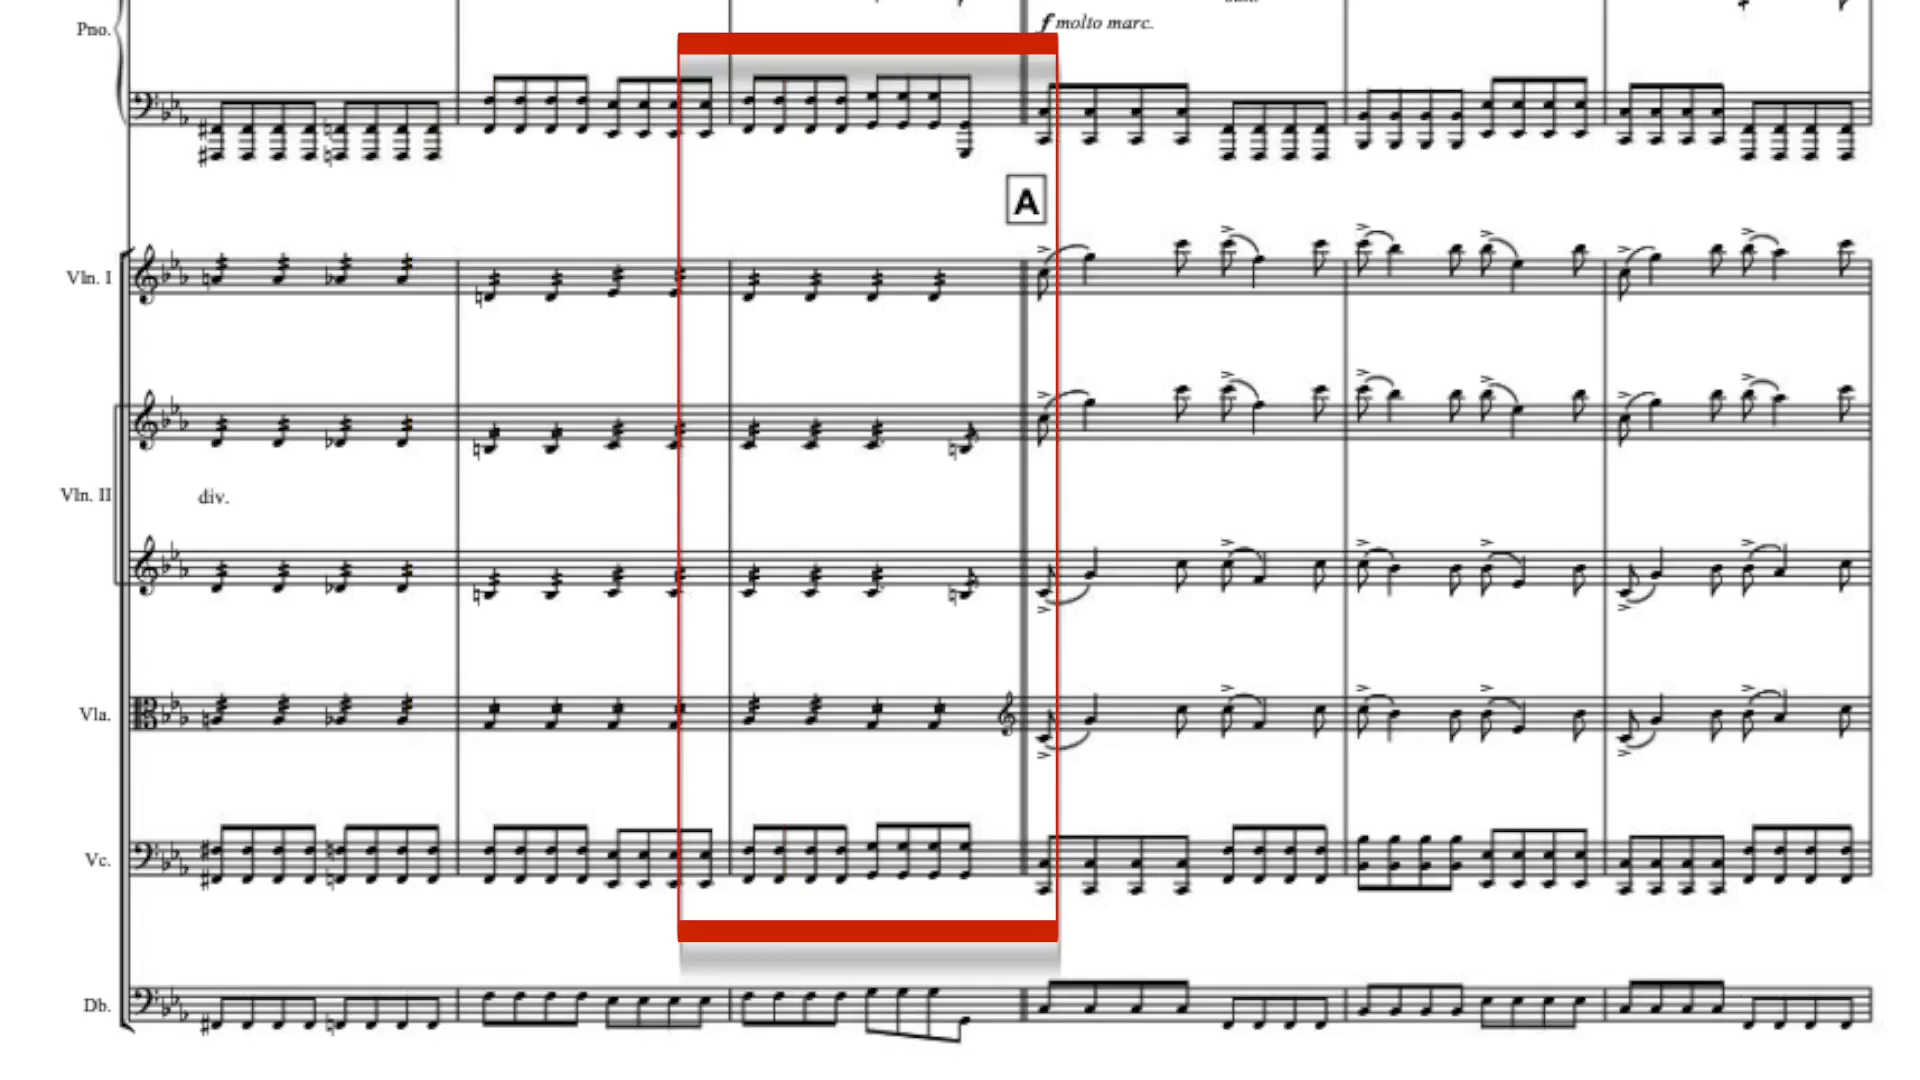 Pno.
f molto marc.
A
Vln. I
Vln. II
div.
Vla.
Vc.
Db.